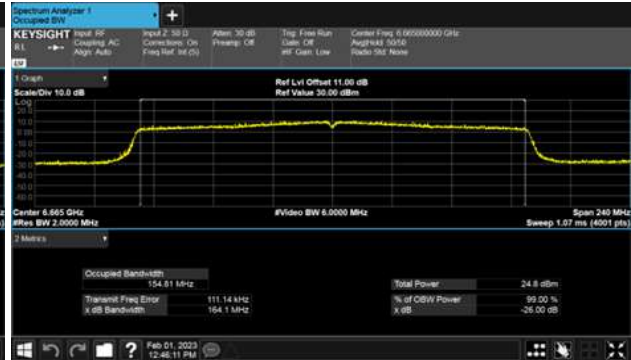 Spectrum Analyzer 1
Occupied BW
+
KEYSIGHT Input: RF Input Z: 50 Ω Atten: 30 dB Trig: Free Run Center Freq: 6.665000000 GHz
RL Coupling: AC Corrections: On Preamp: Off Gate: Off Avg|Hold: 50/50
Align: Auto Freq Ref: Int (S) #IF Gain: Low Radio Std: None
LW
1 Graph
Scale/Div 10.0 dB
Ref Lvl Offset 11.00 dB
Ref Value 30.00 dBm
Log
20.0
10.0
0.00
-10.0
-20.0
-30.0
-40.0
-50.0
-60.0
Center 6.665 GHz #Video BW 6.0000 MHz Span 240 MHz
#Res BW 2.0000 MHz Sweep 1.07 ms (4001 pts)
2 Metrics
Occupied Bandwidth
154.81 MHz Total Power 24.8 dBm
Transmit Freq Error 111.14 kHz % of OBW Power 99.00 %
x dB Bandwidth 164.1 MHz x dB -26.00 dB
? Feb 01, 2023
12:46:11 PM